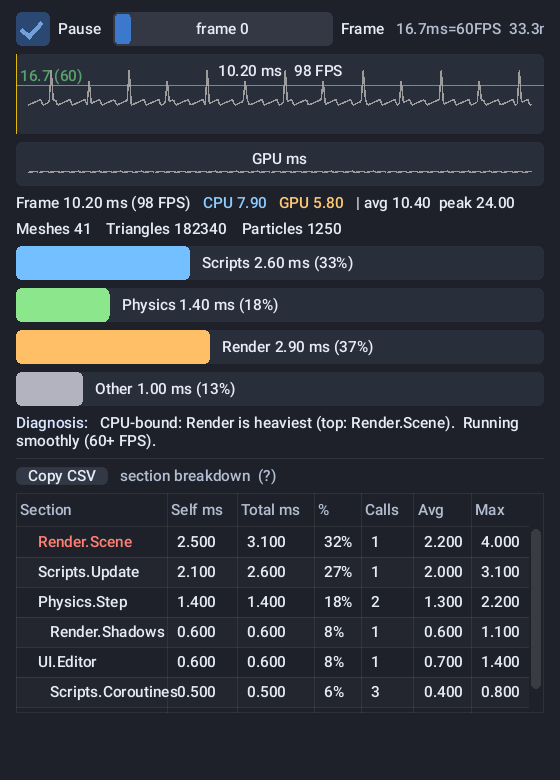 Pause frame 0 Frame 16.7ms=60FPS 33.3
16.7(60) 10.20 ms 98 FPS
GPU ms
Frame 10.20 ms (98 FPS) CPU 7.90 GPU 5.80 | avg 10.40 peak 24.00
Meshes 41 Triangles 182340 Particles 1250
Scripts 2.60 ms (33%)
Physics 1.40 ms (18%)
Render 2.90 ms (37%)
Other 1.00 ms (13%)
Diagnosis: CPU-bound: Render is heaviest (top: Render.Scene). Running
smoothly (60+ FPS).
Copy CSV section breakdown (?)
Section Self ms Total ms % Calls Avg Max
Render.Scene 2.500 3.100 32% 1 2.200 4.000
Scripts.Update 2.100 2.600 27% 1 2.000 3.100
Physics.Step 1.400 1.400 18% 2 1.300 2.200
Render.Shadows 0.600 0.600 8% 1 0.600 1.100
UI.Editor 0.600 0.600 8% 1 0.700 1.400
Scripts.Coroutines 0.500 0.500 6% 3 0.400 0.800